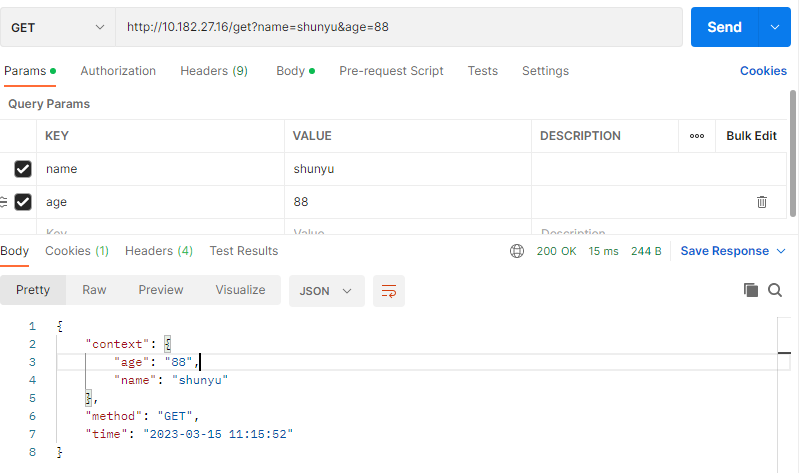 GET http://10.182.27.16/get?name=shunyu&age=88 Send
Params Authorization Headers (9) Body Pre-request Script Tests Settings Cookies
Query Params
KEY VALUE DESCRIPTION ooo Bulk Edit
name shunyu
age 88
Key Value Description
Body Cookies (1) Headers (4) Test Results 200 OK 15 ms 244 B Save Response
Pretty Raw Preview Visualize JSON
1 {
2 "context": {
3 "age": "88",
4 "name": "shunyu"
5 },
6 "method": "GET",
7 "time": "2023-03-15 11:15:52"
8 }